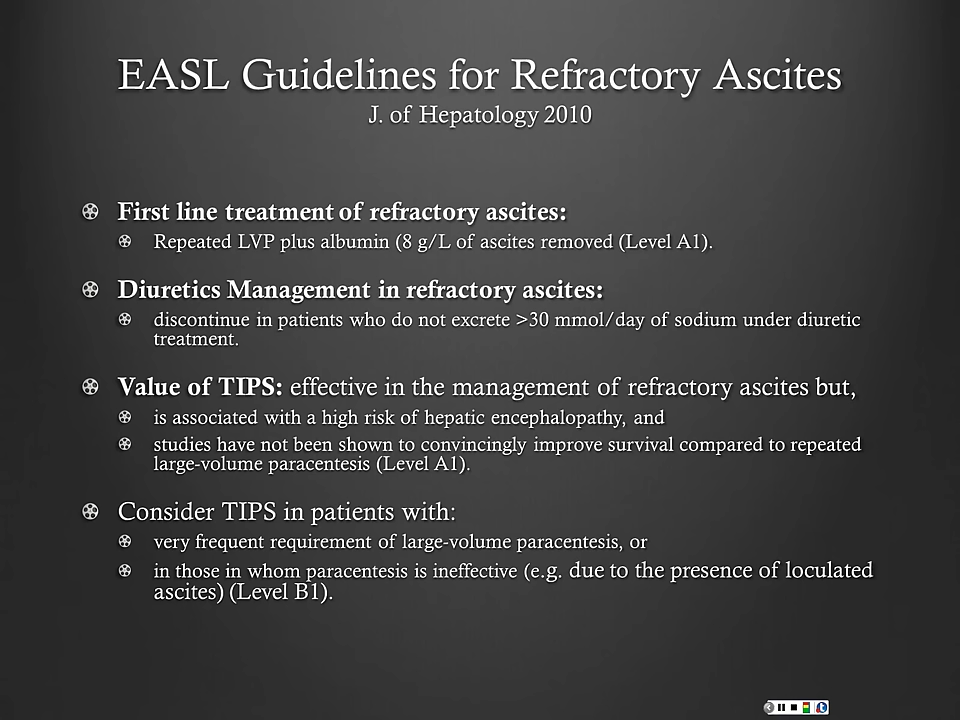 EASL Guidelines for Refractory Ascites
J. of Hepatology 2010
First line treatment of refractory ascites:
Repeated LVP plus albumin (8 g/L of ascites removed (Level A1).
Diuretics Management in refractory ascites:
discontinue in patients who do not excrete >30 mmol/day of sodium under diuretic
treatment.
Value of TIPS: effective in the management of refractory ascites but,
is associated with a high risk of hepatic encephalopathy, and
studies have not been shown to convincingly improve survival compared to repeated
large-volume paracentesis (Level A1).
Consider TIPS in patients with:
very frequent requirement of large-volume paracentesis, or
in those in whom paracentesis is ineffective (e.g. due to the presence of loculated
ascites) (Level B1).